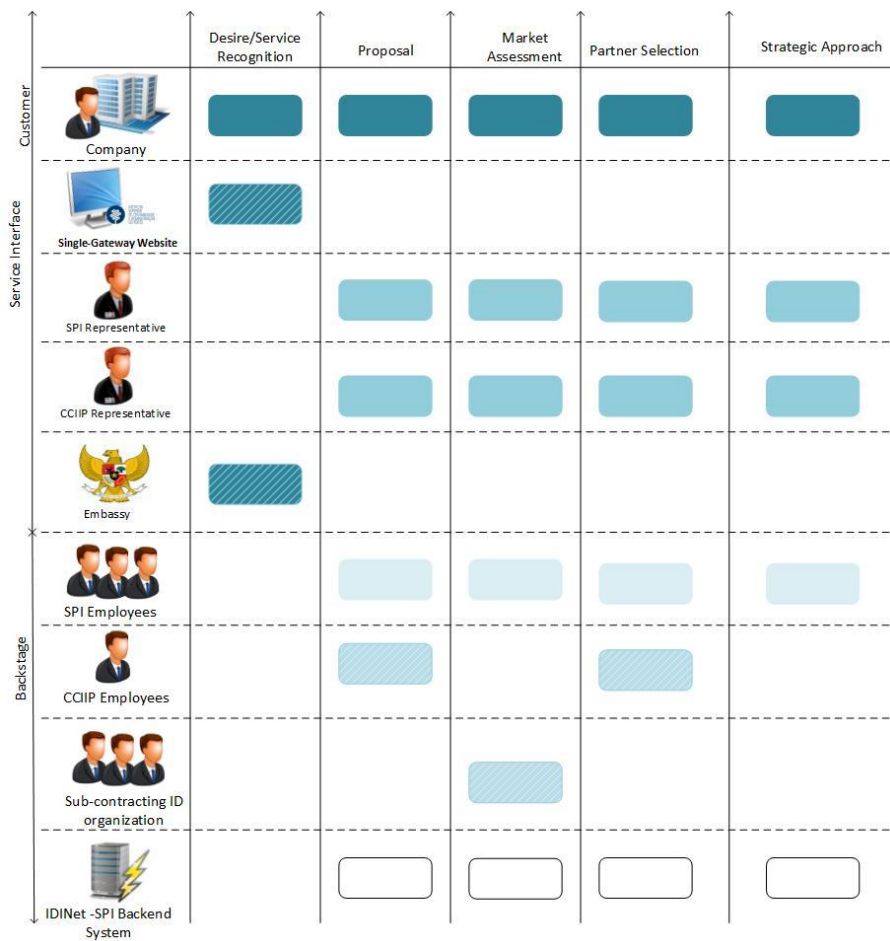 Desire/Service
Recognition
Proposal
Market
Assessment
Partner Selection
Strategic Approach
Customer
Company
Service Interface
Single-Gateway Website
SPI Representative
CCIIP Representative
Embassy
Backstage
SPI Employees
CCIIP Employees
Sub-contracting ID
organization
IDINet -SPI Backend
System